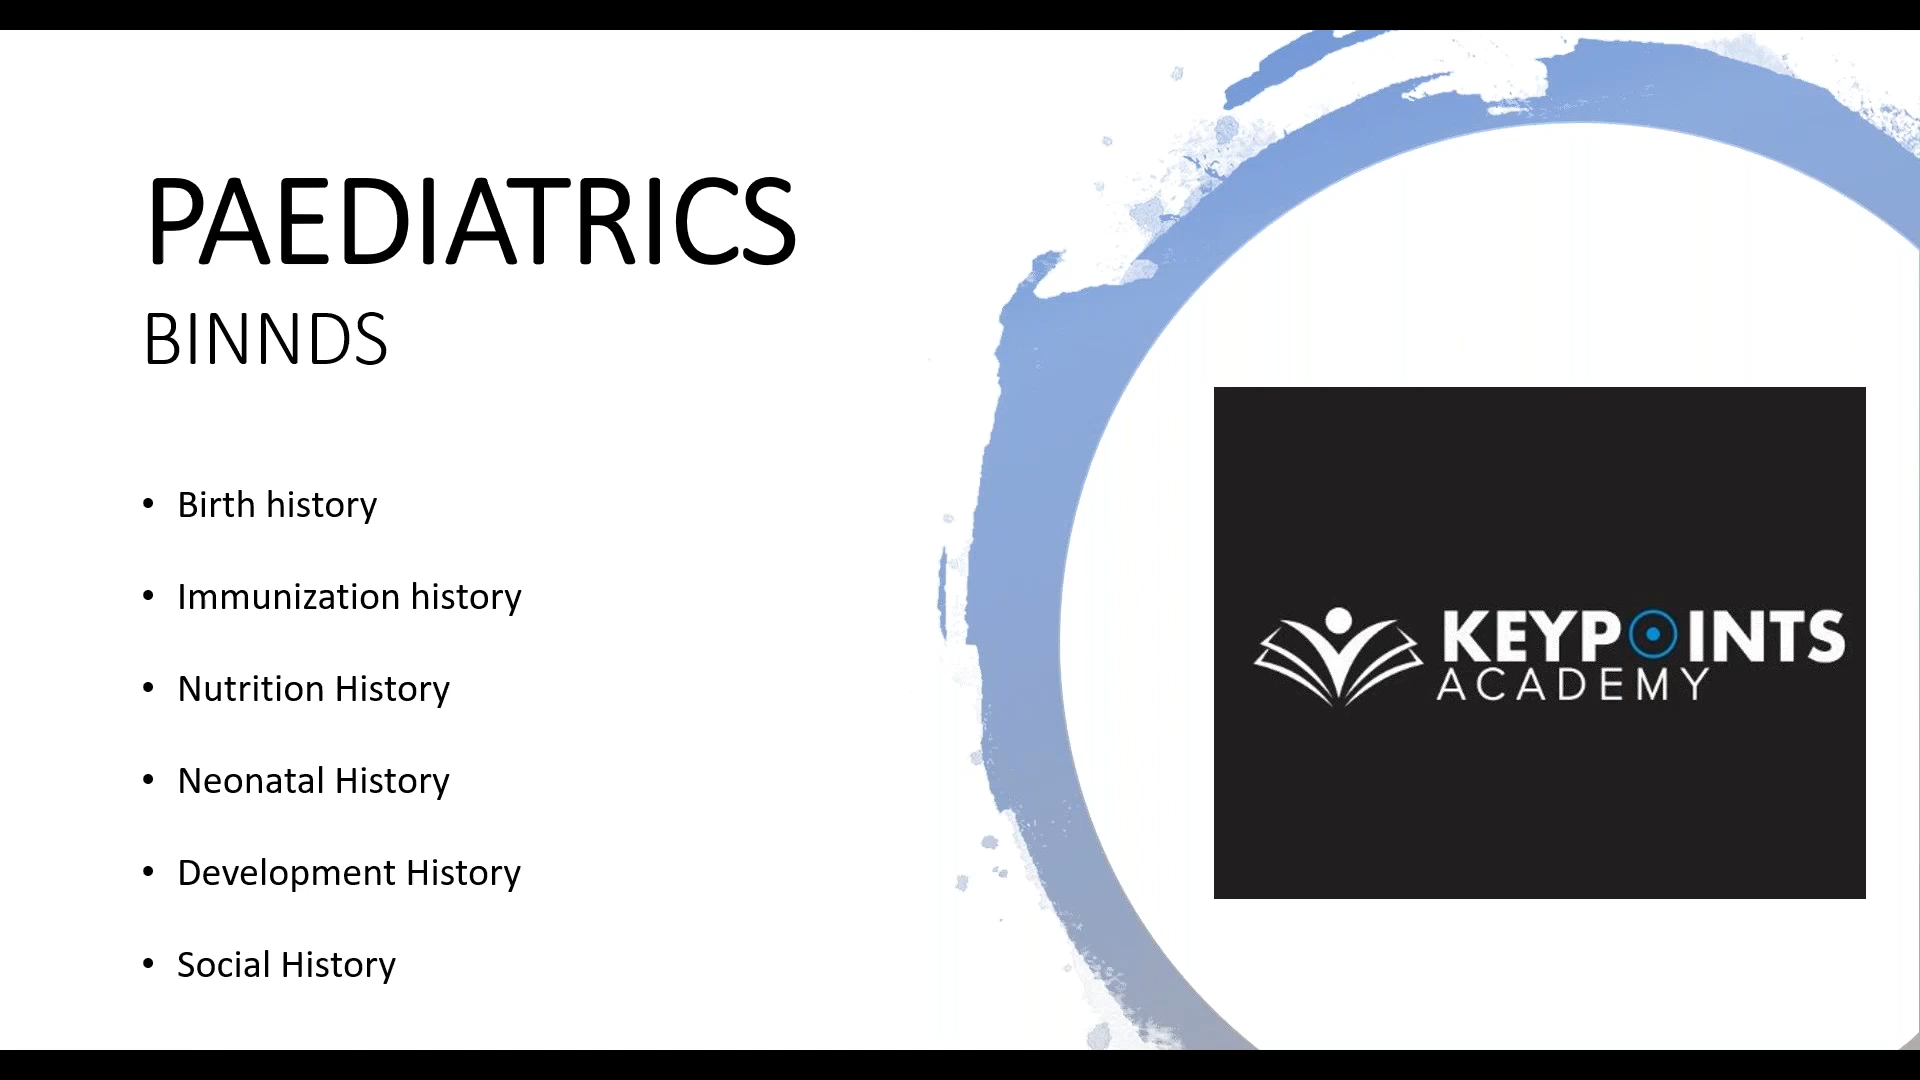 PAEDIATRICS
BINNDS
• Birth history
• Immunization history
• Nutrition History
• Neonatal History
• Development History
• Social History
KEYPOINTS
ACADEMY